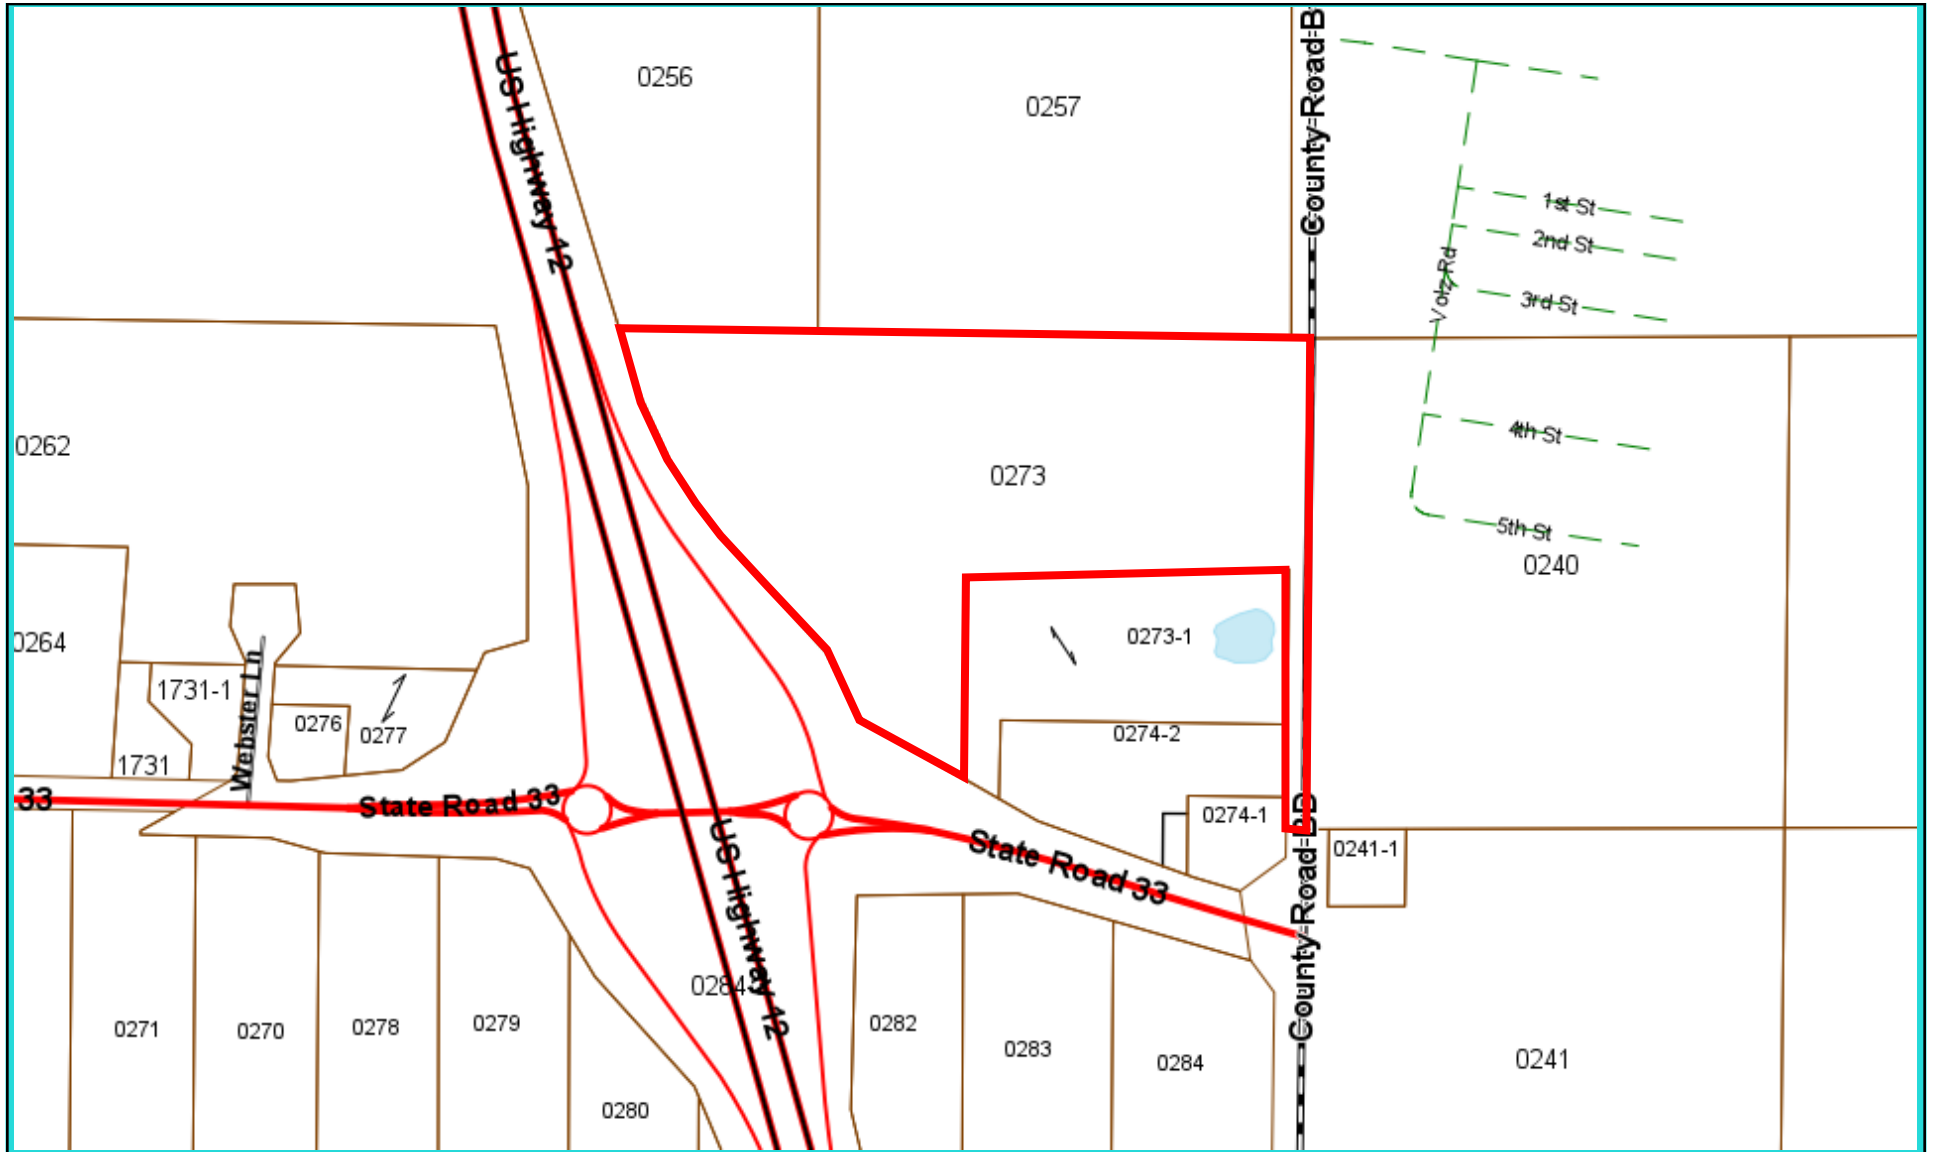 US Highway 12
0256
0257
County Road B
1st St
2nd St
3rd St
Volz Rd
4th St
5th St
0262
0273
0240
0264
0273-1
1731-1
Webster Ln
0276
0277
0274-2
1731
33
State Road 33
0274-1
State Road 33
County Road BD
0241-1
US Highway 12
0271
0270
0278
0279
0280
0282
0283
0284
0241